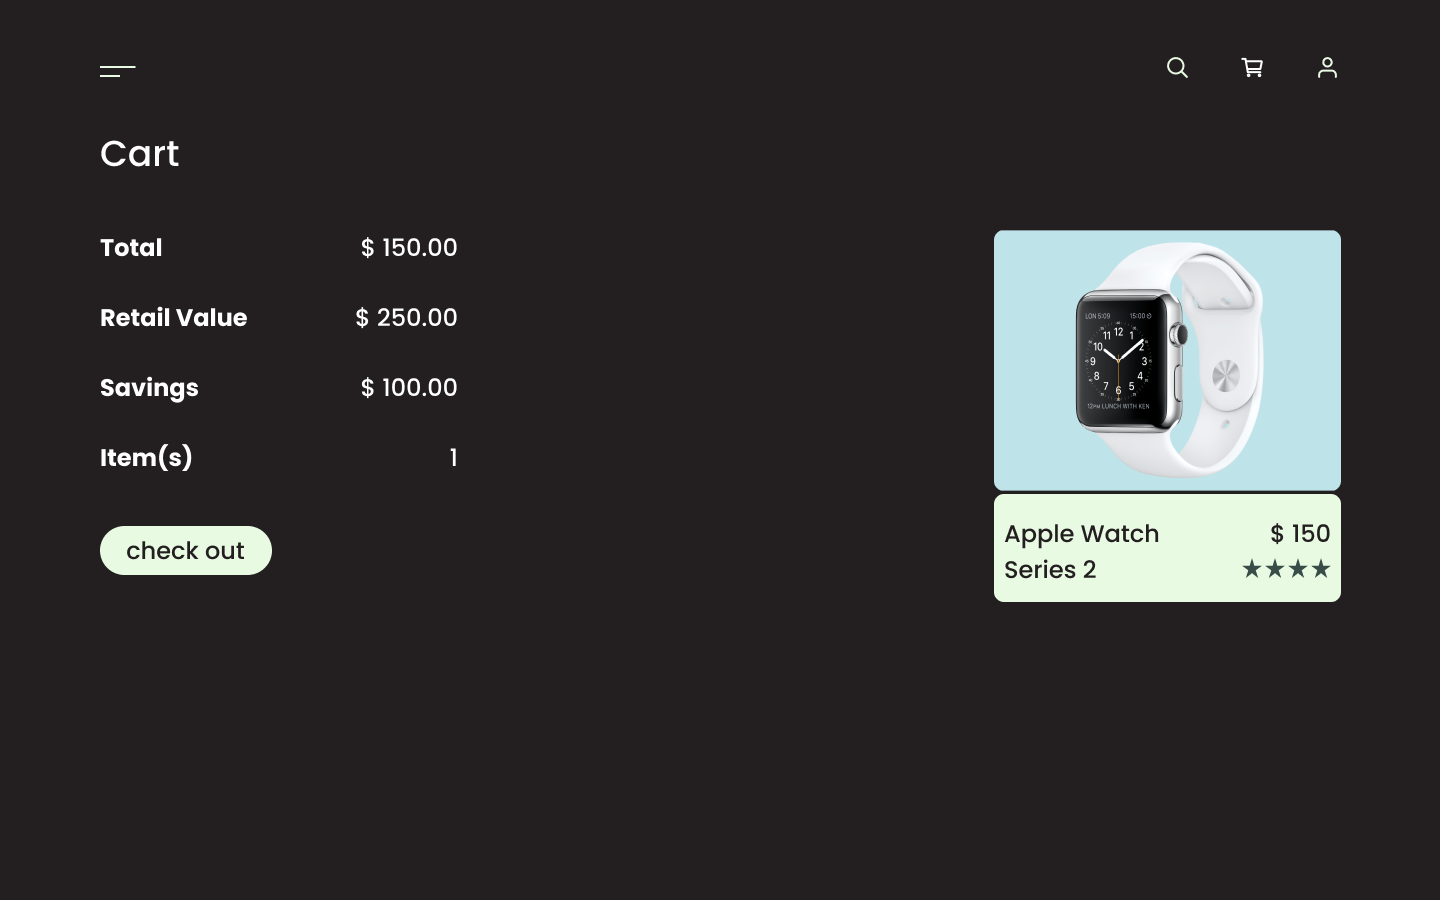 Cart
Total $ 150.00
Retail Value $ 250.00
Savings $ 100.00
Item(s) 1
check out
LON 5:09 15:00
11 12 1
10 2
9 3
8 4
7 6 5
12PM LUNCH WITH KEN
Apple Watch $ 150
Series 2 ★★★★